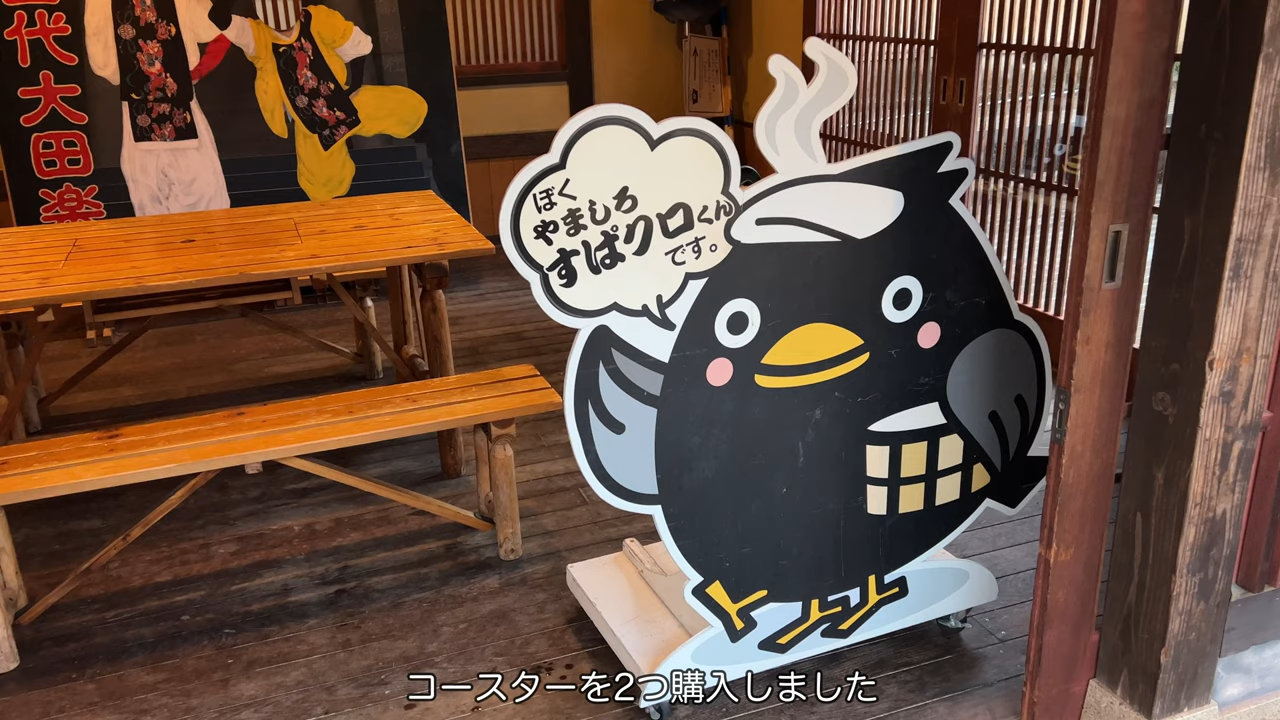 代大田楽
ぼく
やましろ
すぱクロくん
です。
コースターを2つ購入しました